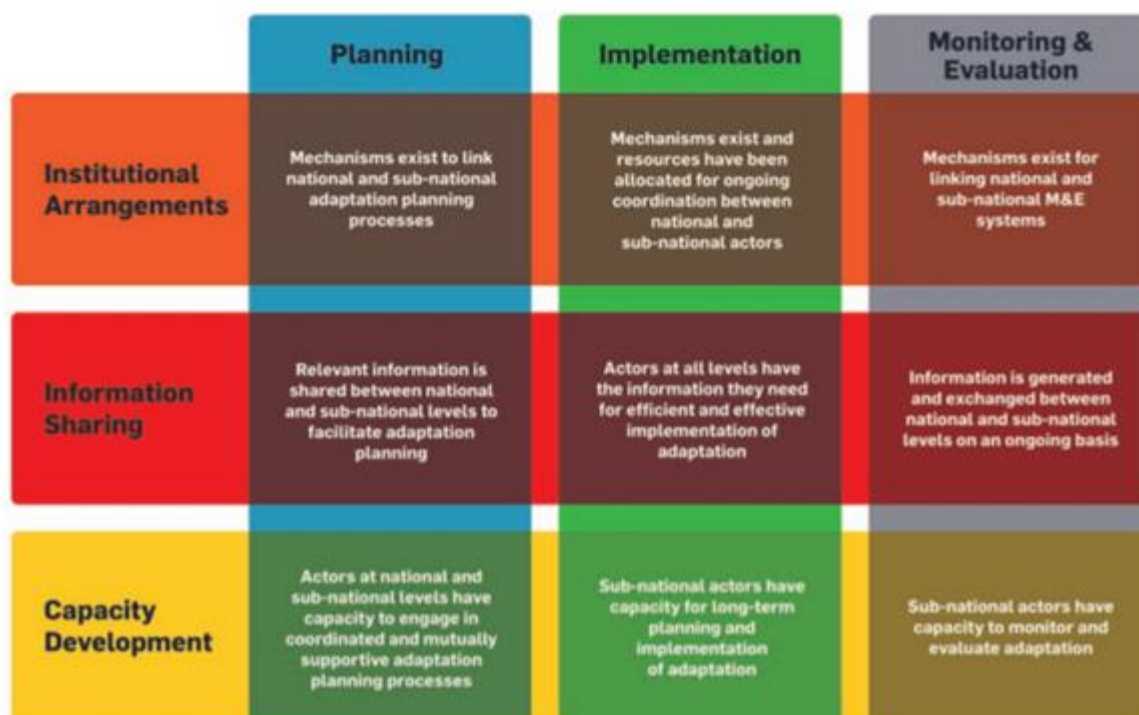 Planning
Implementation
Monitoring &
Evaluation
Institutional
Arrangements
Mechanisms exist to link
national and sub-national
adaptation planning
processes
Mechanisms exist and
resources have been
allocated for ongoing
coordination between
national and
sub-national actors
Mechanisms exist for
linking national and
sub-national M&E
systems
Information
Sharing
Relevant information is
shared between national
and sub-national levels to
facilitate adaptation
planning
Actors at all levels have
the information they need
for efficient and effective
implementation of
adaptation
Information is generated
and exchanged between
national and sub-national
levels on an ongoing basis
Capacity
Development
Actors at national and
sub-national levels have
capacity to engage in
coordinated and mutually
supportive adaptation
planning processes
Sub-national actors have
capacity for long-term
planning and
implementation
of adaptation
Sub-national actors have
capacity to monitor and
evaluate adaptation